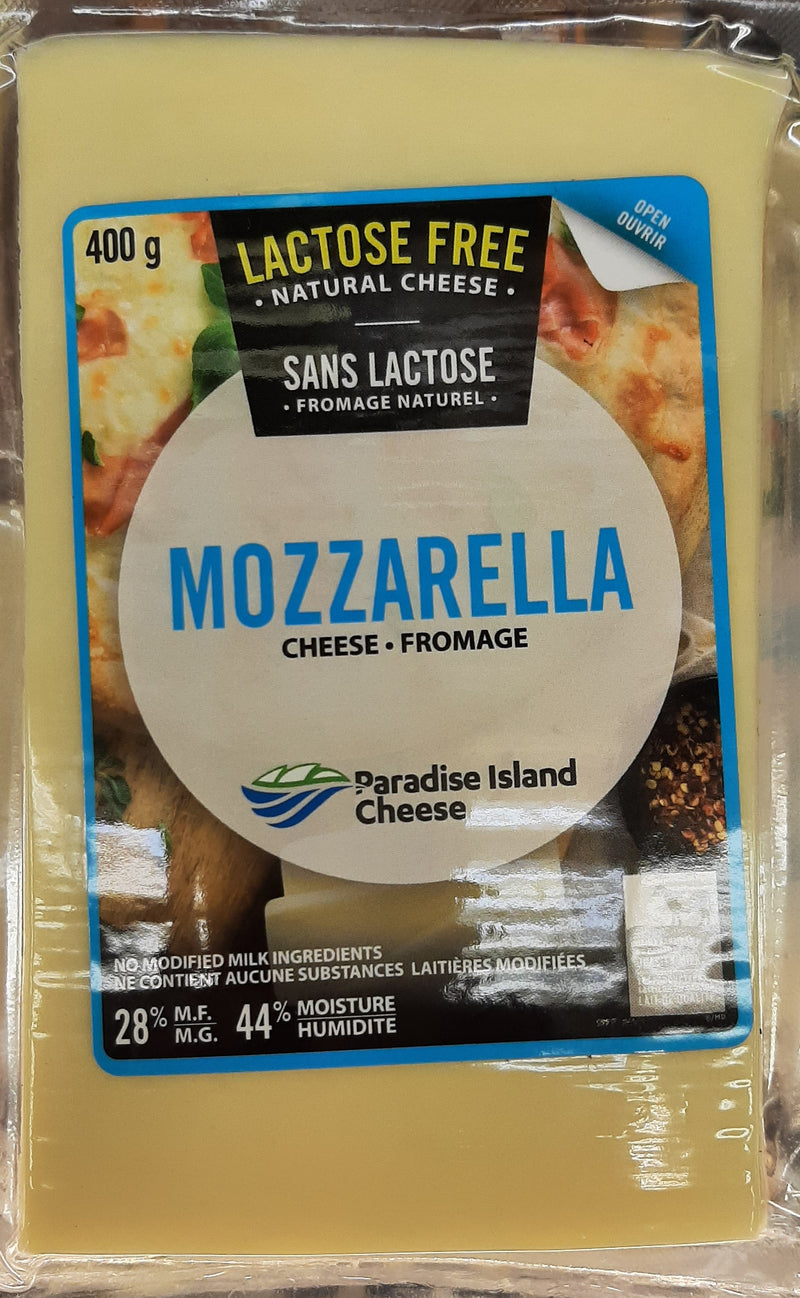 400 g
LACTOSE FREE
• NATURAL CHEESE •
SANS LACTOSE
• FROMAGE NATUREL •
OPEN
OUVRIR
MOZZARELLA
CHEESE • FROMAGE
Paradise Island
Cheese
NO MODIFIED MILK INGREDIENTS
NE CONTIENT AUCUNE SUBSTANCES LAITIÈRES MODIFIÉES
28% M.F.
M.G.
44% MOISTURE
HUMIDITE